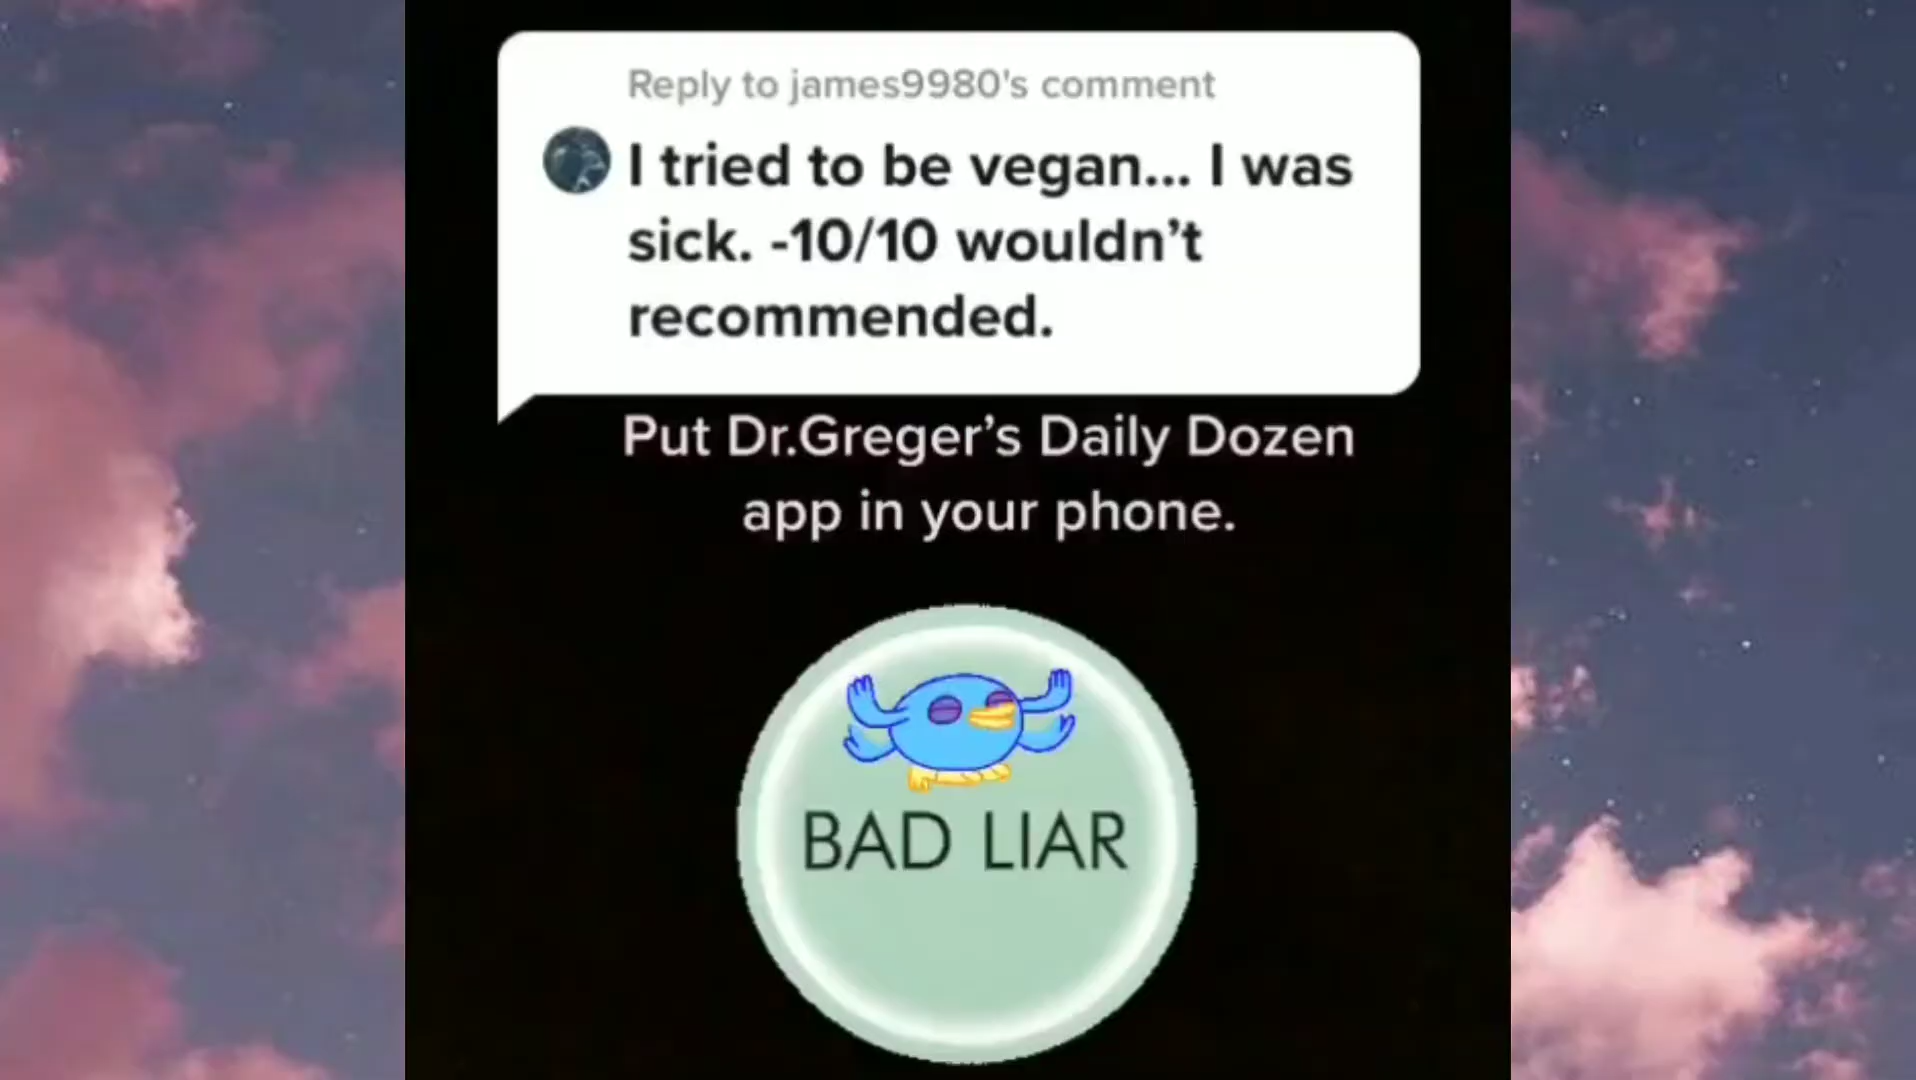 Reply to james9980's comment
I tried to be vegan... I was
sick. -10/10 wouldn’t
recommended.
Put Dr.Greger’s Daily Dozen
app in your phone.
BAD LIAR